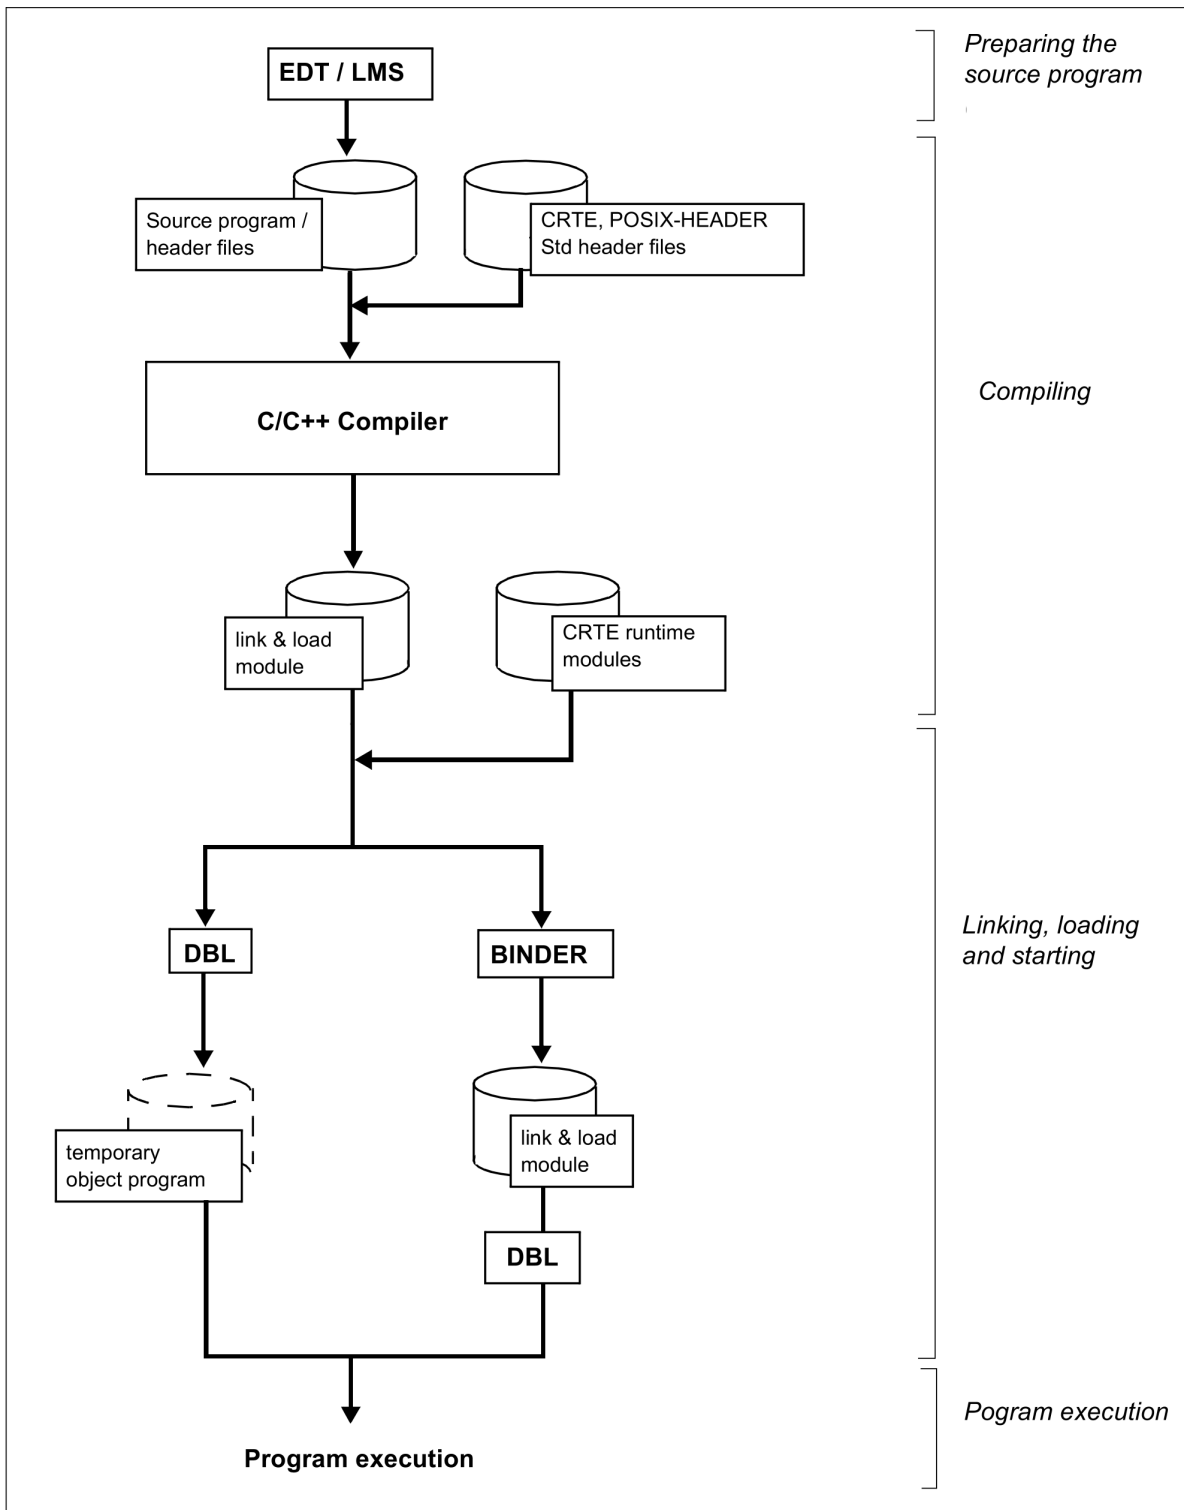 EDT / LMS
Preparing the
source program
Source program /
header files
CRTE, POSIX-HEADER
Std header files
C/C++ Compiler
Compiling
link & load
module
CRTE runtime
modules
DBL
BINDER
Linking, loading
and starting
temporary
object program
link & load
module
DBL
Program execution
Pogram execution